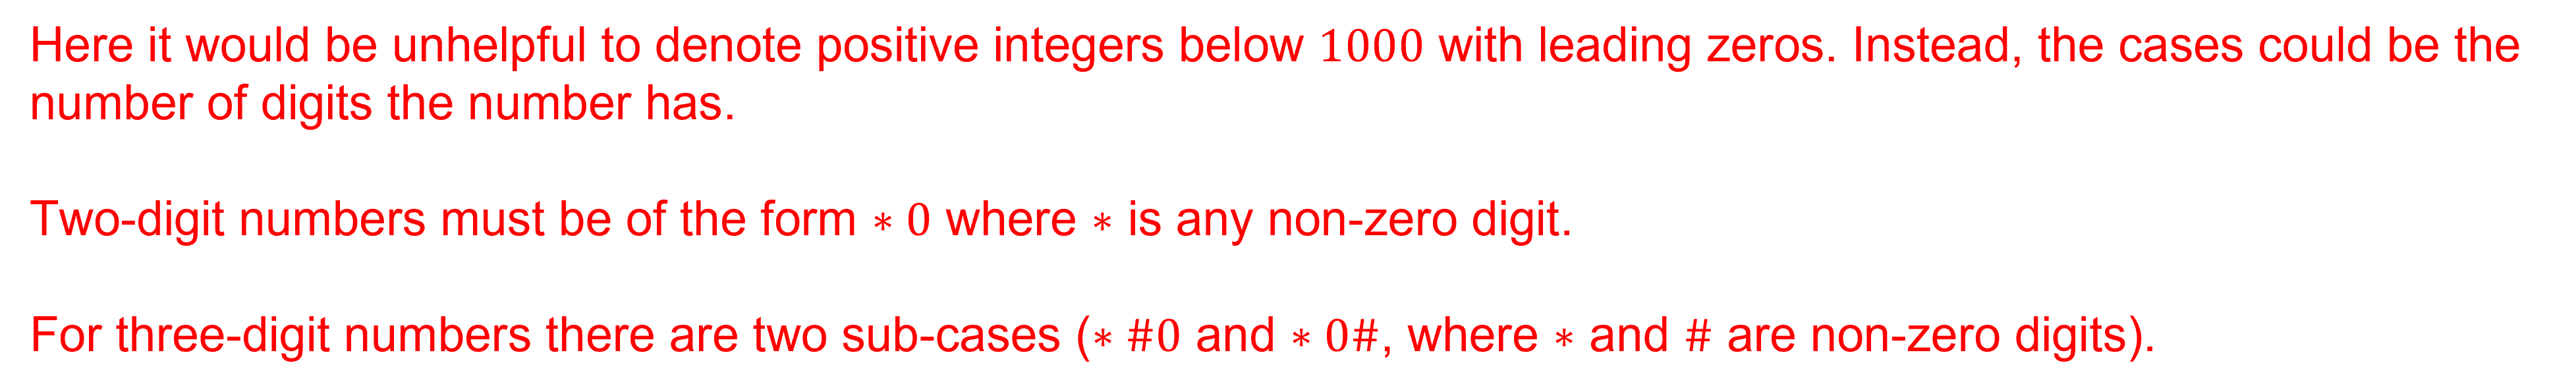 Here it would be unhelpful to denote positive integers below 1000 with leading zeros. Instead, the cases could be the
number of digits the number has.
Two-digit numbers must be of the form ∗ 0 where ∗ is any non-zero digit.
For three-digit numbers there are two sub-cases (∗ #0 and ∗ 0#, where ∗ and # are non-zero digits).